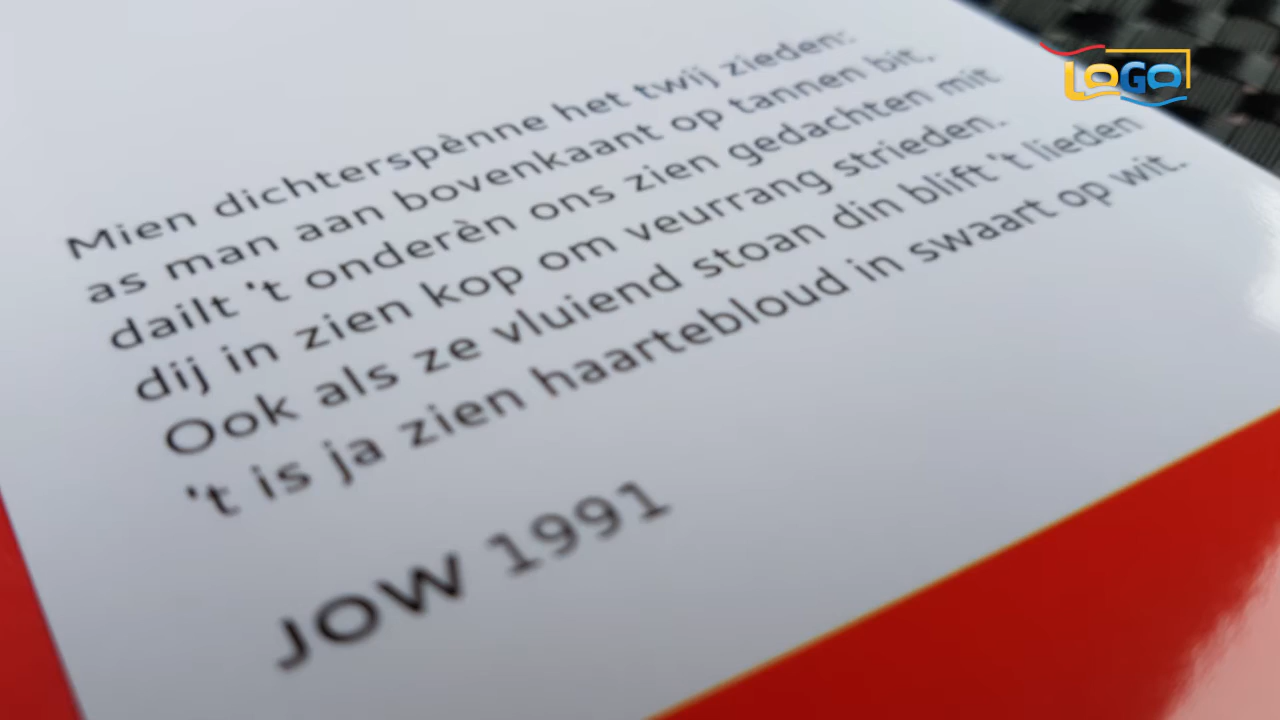 LOGO
Mien dichterspènne het twij zieden:
as man aan bovenkaant op tannen bit,
dailt 't onderèn ons zien gedachten mit
dij in zien kop om veurrang strieden.
Ook als ze vluiend stoan din blift 't lieden
't is ja zien haartebloud in swaart op wit.
JOW 1991